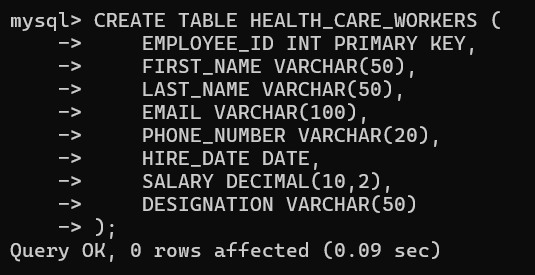 mysql> CREATE TABLE HEALTH_CARE_WORKERS (
    ->     EMPLOYEE_ID INT PRIMARY KEY,
    ->     FIRST_NAME VARCHAR(50),
    ->     LAST_NAME VARCHAR(50),
    ->     EMAIL VARCHAR(100),
    ->     PHONE_NUMBER VARCHAR(20),
    ->     HIRE_DATE DATE,
    ->     SALARY DECIMAL(10,2),
    ->     DESIGNATION VARCHAR(50)
    -> );
Query OK, 0 rows affected (0.09 sec)